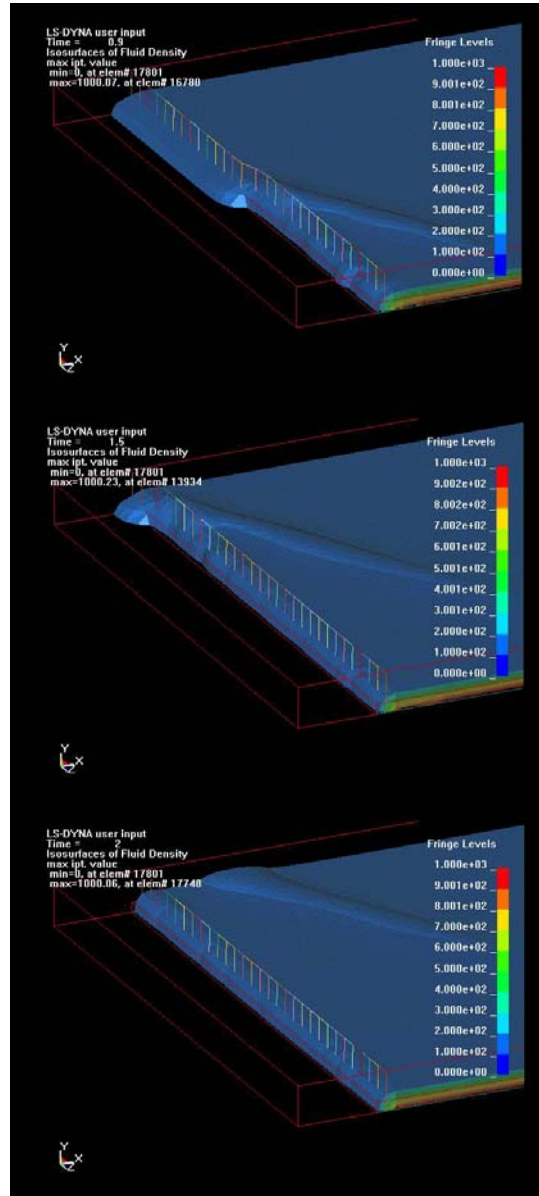 LS-DYNA user input
Time =      0.9
Isosurfaces of Fluid Density
max ipt. value
min=0, at elem# 17801
max=1000.07, at elem# 16780
Fringe Levels
1.000e+03
9.001e+02
8.001e+02
7.000e+02
6.000e+02
5.000e+02
4.000e+02
3.000e+02
2.000e+02
1.000e+02
0.000e+00
Y
X
Z
LS-DYNA user input
Time =      1.5
Isosurfaces of Fluid Density
max ipt. value
min=0, at elem# 17801
max=1000.23, at elem# 13934
Fringe Levels
1.000e+03
9.002e+02
8.002e+02
7.002e+02
6.001e+02
5.001e+02
4.001e+02
3.001e+02
2.000e+02
1.000e+02
0.000e+00
Y
X
Z
LS-DYNA user input
Time =      2
Isosurfaces of Fluid Density
max ipt. value
min=0, at elem# 17801
max=1000.06, at elem# 17748
Fringe Levels
1.000e+03
9.001e+02
8.001e+02
7.000e+02
6.000e+02
5.000e+02
4.000e+02
3.000e+02
2.000e+02
1.000e+02
0.000e+00
Y
X
Z